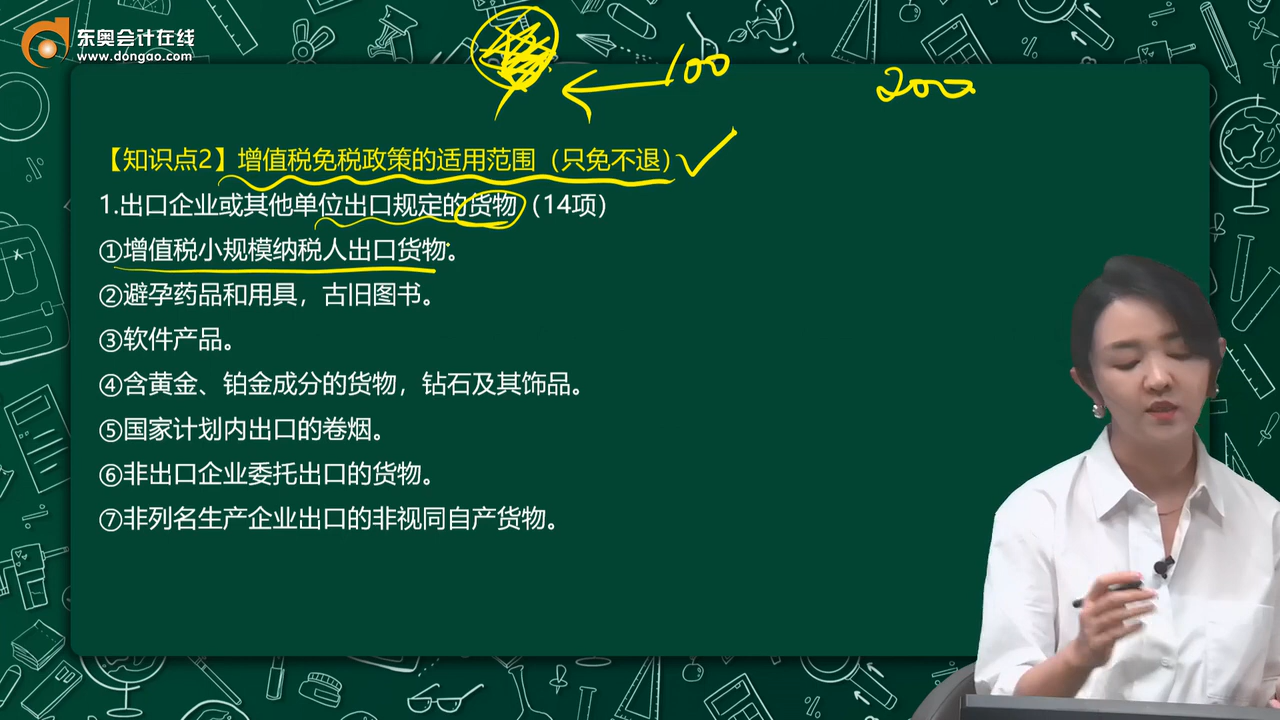 东奥会计在线
www.dongao.com
100
200
【知识点2】增值税免税政策的适用范围（只免不退）
1.出口企业或其他单位出口规定的货物（14项）
①增值税小规模纳税人出口货物。
②避孕药品和用具，古旧图书。
③软件产品。
④含黄金、铂金成分的货物，钻石及其饰品。
⑤国家计划内出口的卷烟。
⑥非出口企业委托出口的货物。
⑦非列名生产企业出口的非视同自产货物。